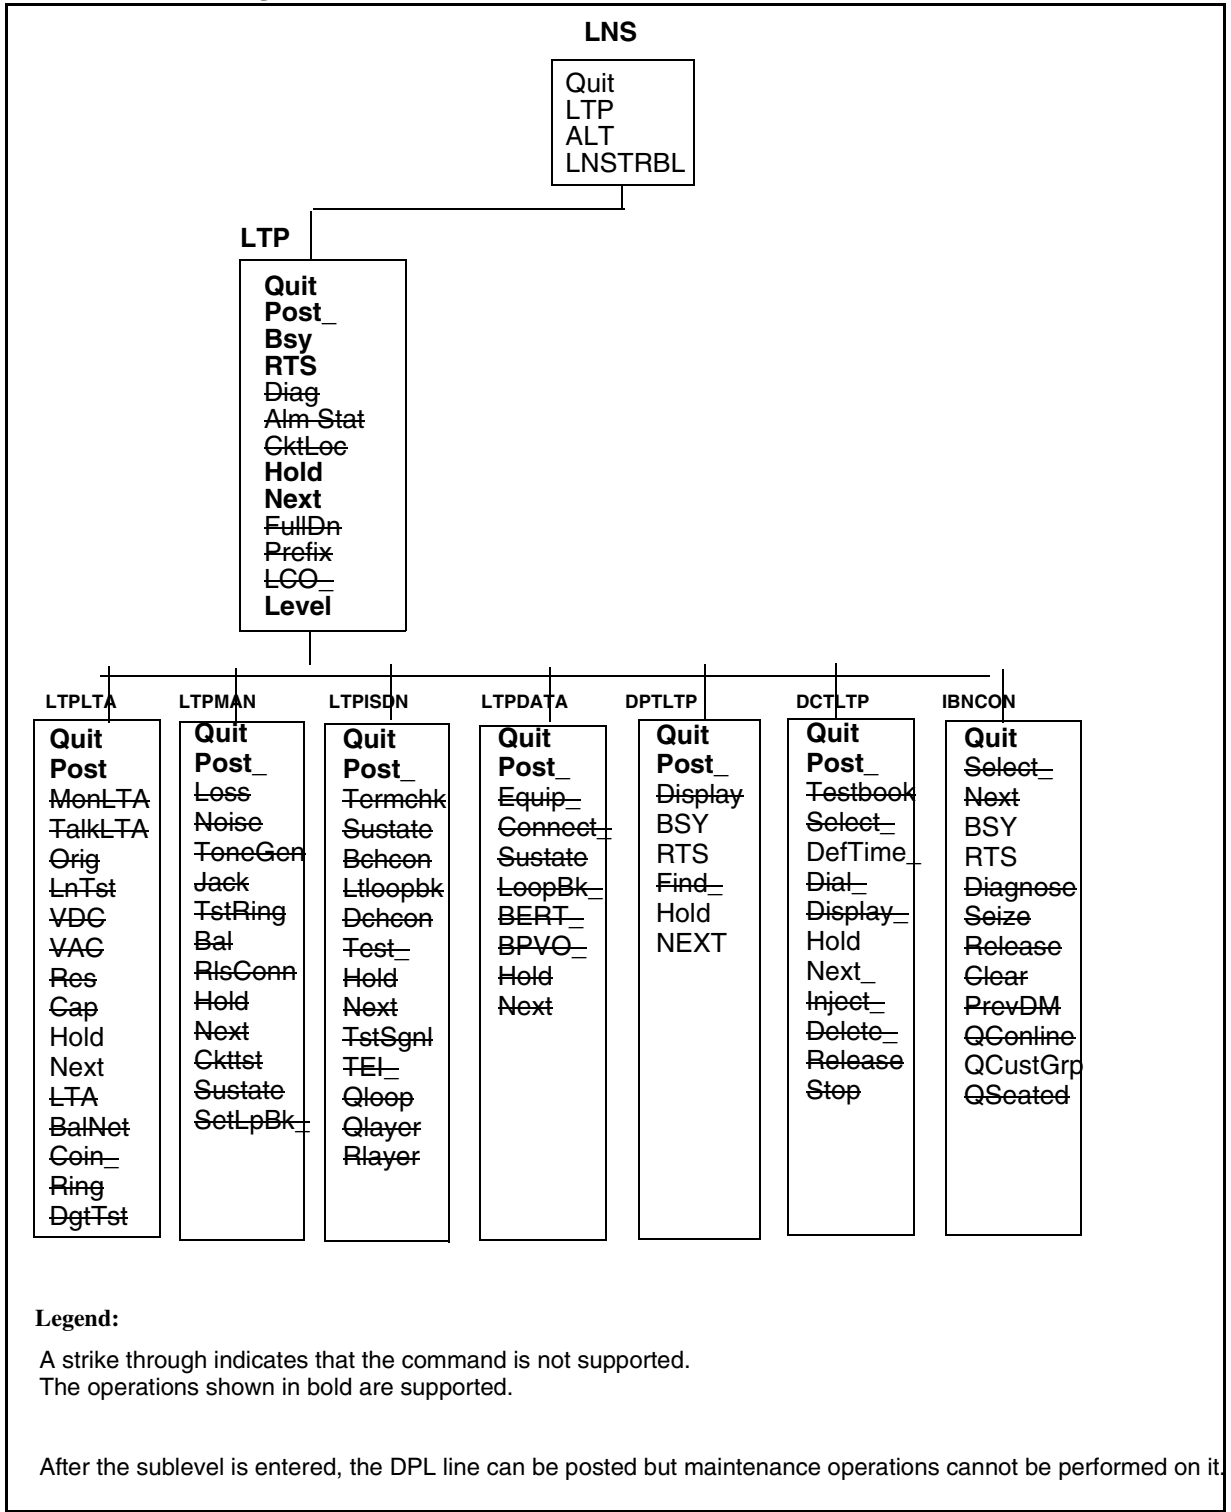 LNS
Quit
LTP
ALT
LNSTRBL
LTP
Quit
Post_
Bsy
RTS
Diag
Alm Stat
CktLoc
Hold
Next
FullDn
Prefix
LCO_
Level
LTPLTA
Quit
Post
MonLTA
TalkLTA
Orig
LnTst
VDC
VAC
Res
Cap
Hold
Next
LTA
BalNet
Coin_
Ring
DgtTst
LTPMAN
Quit
Post_
Loss
Noise
ToneGen
Jack
TstRing
Bal
RlsConn
Hold
Next
Ckttst
Sustate
SetLpBk_
LTPISDN
Quit
Post_
Termchk
Sustate
Bchcon
Ltloopbk
Dchcon
Test_
Hold
Next
TstSgnl
TEI_
Qloop
Qlayer
Rlayer
LTPDATA
Quit
Post_
Equip_
Connect_
Sustate
LoopBk_
BERT_
BPVO_
Hold
Next
DPTLTP
Quit
Post_
Display
BSY
RTS
Find_
Hold
NEXT
DCTLTP
Quit
Post_
Testbook
Select_
DefTime_
Dial_
Display_
Hold
Next_
Inject_
Delete_
Release
Stop
IBNCON
Quit
Select_
Next
BSY
RTS
Diagnose
Seize
Release
Clear
PrevDM
QConline
QCustGrp
QSeated
Legend:
A strike through indicates that the command is not supported.
The operations shown in bold are supported.
After the sublevel is entered, the DPL line can be posted but maintenance operations cannot be performed on it.